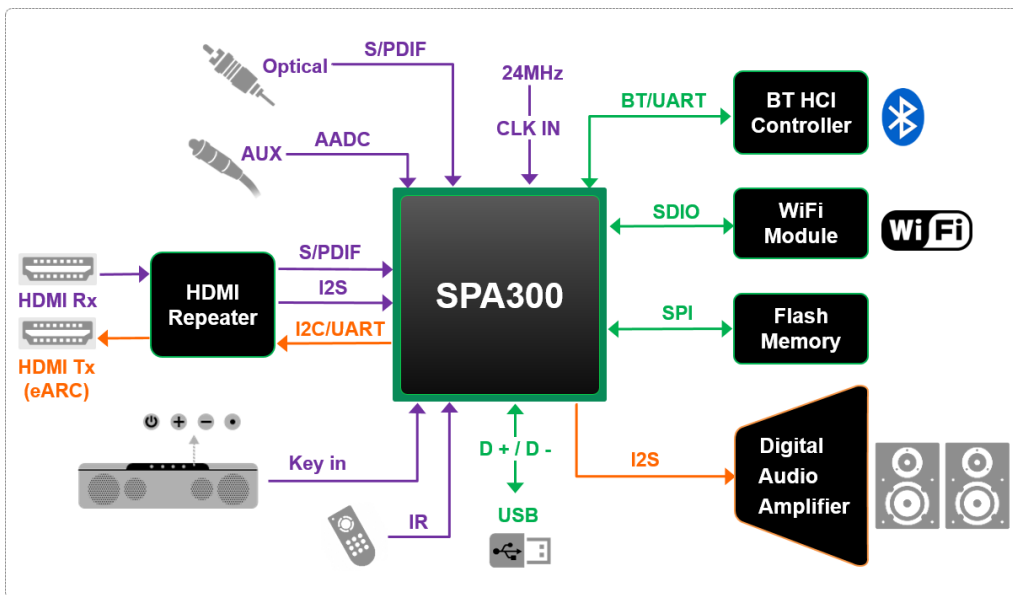 S/PDIF
Optical
24MHz
CLK IN
AADC
AUX
BT/UART
BT HCI
Controller
SDIO
WiFi
Module
Wi Fi
S/PDIF
I2S
I2C/UART
HDMI Rx
HDMI
Repeater
HDMI Tx
(eARC)
SPA300
SPI
Flash
Memory
Key in
IR
D + / D -
USB
I2S
Digital
Audio
Amplifier